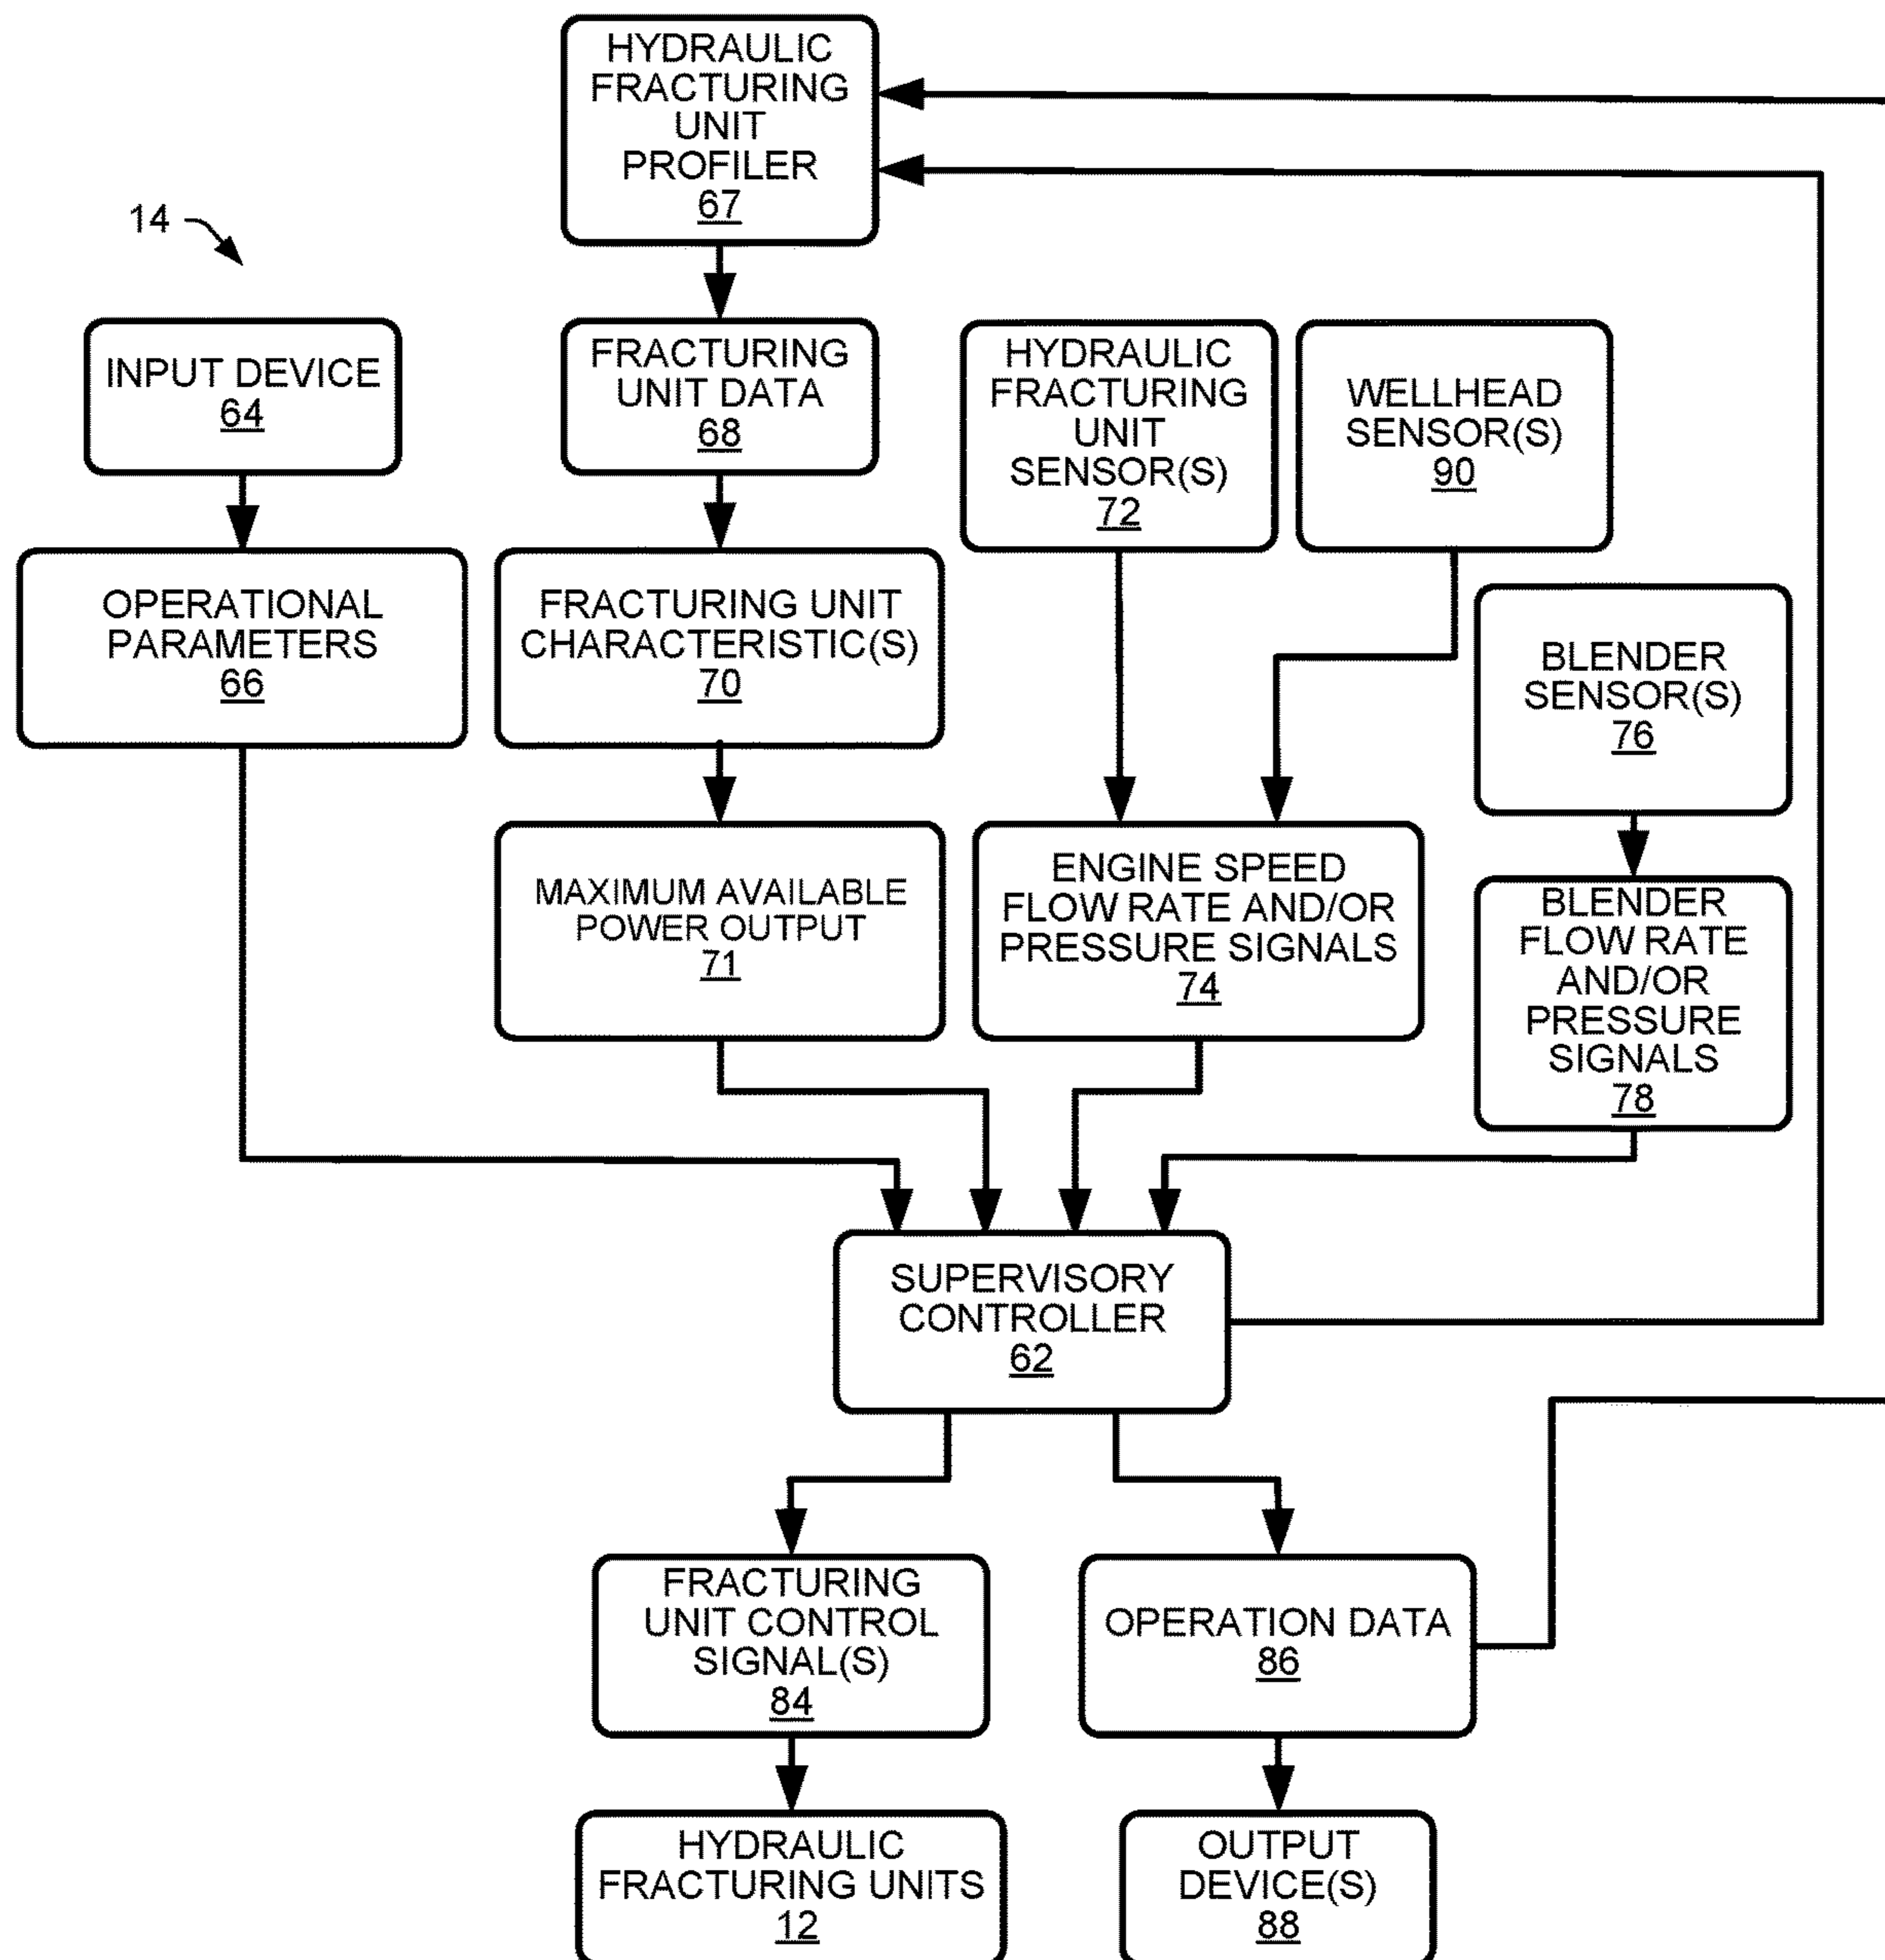 HYDRAULIC
FRACTURING
UNIT
PROFILER
67
14
INPUT DEVICE
64
FRACTURING
UNIT DATA
68
HYDRAULIC
FRACTURING
UNIT
SENSOR(S)
72
WELLHEAD
SENSOR(S)
90
OPERATIONAL
PARAMETERS
66
FRACTURING UNIT
CHARACTERISTIC(S)
70
BLENDER
SENSOR(S)
76
MAXIMUM AVAILABLE
POWER OUTPUT
71
ENGINE SPEED
FLOW RATE AND/OR
PRESSURE SIGNALS
74
BLENDER
FLOW RATE
AND/OR
PRESSURE
SIGNALS
78
SUPERVISORY
CONTROLLER
62
FRACTURING
UNIT CONTROL
SIGNAL(S)
84
OPERATION DATA
86
HYDRAULIC
FRACTURING UNITS
12
OUTPUT
DEVICE(S)
88